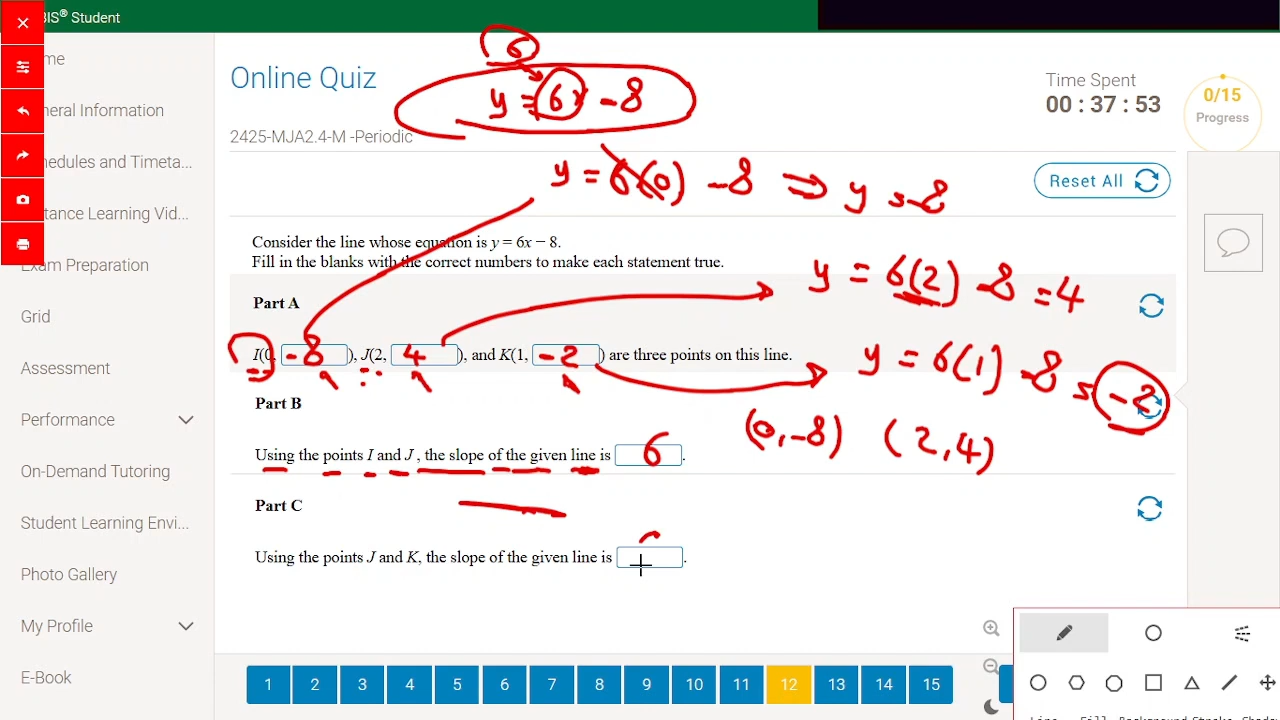 BIS® Student
me
Online Quiz
2425-MJA2.4-M -Periodic
6
y = 6x - 8
Time Spent
00 : 37 : 53
0/15
Progress
neral Information
hedules and Timeta...
stance Learning Vid...
Exam Preparation
Grid
Assessment
Performance
On-Demand Tutoring
Student Learning Envi...
Photo Gallery
My Profile
E-Book
y = 6(0) - 8 ⇒ y = -8
Reset All
Consider the line whose equation is y = 6x − 8.
Fill in the blanks with the correct numbers to make each statement true.
y = 6(2) - 8 = 4
Part A
I(0, -8 ), J(2, 4 ), and K(1, -2 ) are three points on this line.
y = 6(1) - 8 = -2
Part B
(0, -8) (2, 4)
Using the points I and J , the slope of the given line is 6 .
Part C
Using the points J and K, the slope of the given line is .
1 2 3 4 5 6 7 8 9 10 11 12 13 14 15